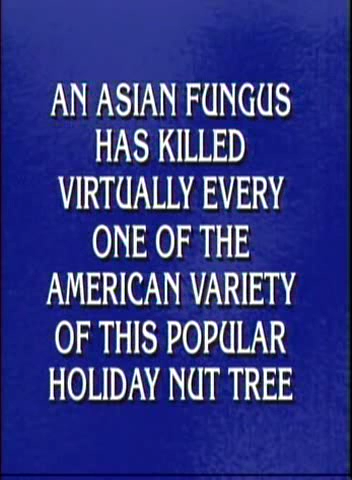 AN ASIAN FUNGUS
HAS KILLED
VIRTUALLY EVERY
ONE OF THE
AMERICAN VARIETY
OF THIS POPULAR
HOLIDAY NUT TREE